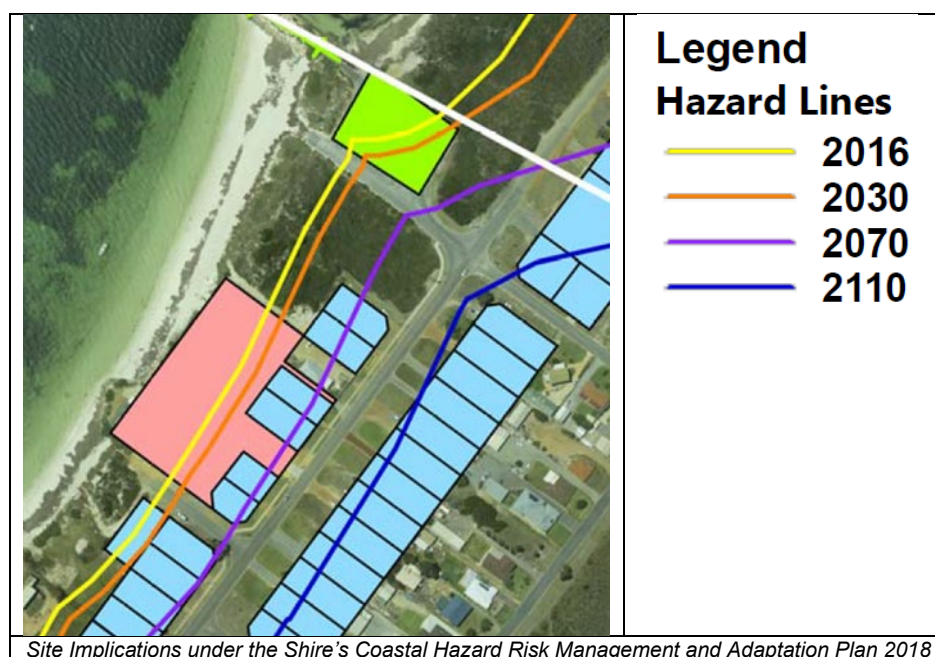 Legend
Hazard Lines
2016
2030
2070
2110
Site Implications under the Shire's Coastal Hazard Risk Management and Adaptation Plan 2018